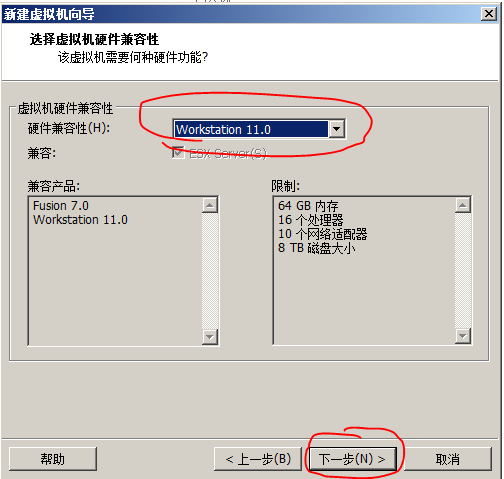 新建虚拟机向导
选择虚拟机硬件兼容性
该虚拟机需要何种硬件功能?
虚拟机硬件兼容性
硬件兼容性(H):
Workstation 11.0
兼容:
ESX Server(S)
兼容产品:
Fusion 7.0
Workstation 11.0
限制:
64 GB 内存
16 个处理器
10 个网络适配器
8 TB 磁盘大小
帮助
< 上一步(B)
下一步(N) >
取消